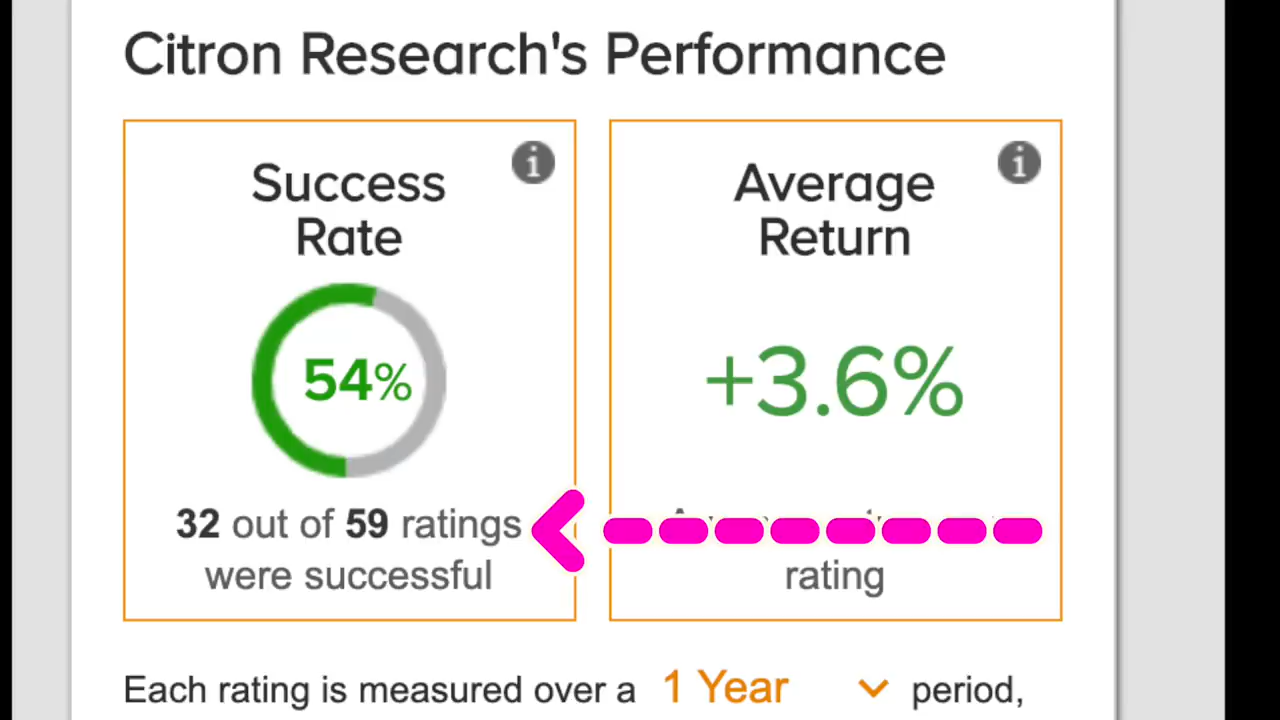 Citron Research's Performance
Success
Rate
54%
32 out of 59 ratings
were successful
Average
Return
+3.6%
rating
Each rating is measured over a 1 Year period,